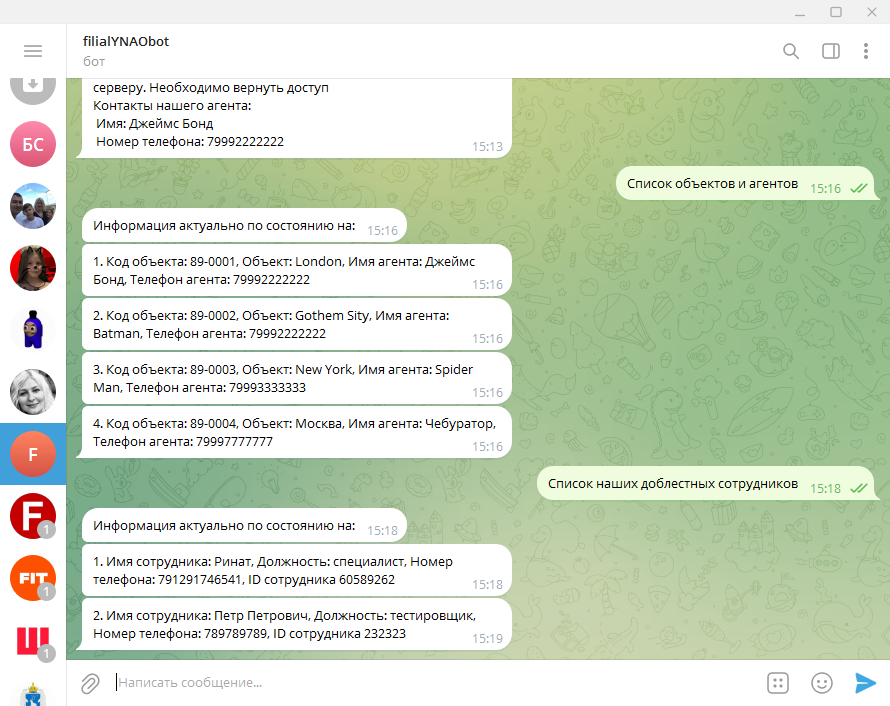 filialYNAObot
бот
серверу. Необходимо вернуть доступ
Контакты нашего агента:
Имя: Джеймс Бонд
Номер телефона: 79992222222
15:13
Список объектов и агентов
15:16
Информация актуально по состоянию на:
15:16
1. Код объекта: 89-0001, Объект: London, Имя агента: Джеймс
Бонд, Телефон агента: 79992222222
15:16
2. Код объекта: 89-0002, Объект: Gothem Sity, Имя агента:
Batman, Телефон агента: 79992222222
15:16
3. Код объекта: 89-0003, Объект: New York, Имя агента: Spider
Man, Телефон агента: 79993333333
15:16
4. Код объекта: 89-0004, Объект: Москва, Имя агента: Чебуратор,
Телефон агента: 79997777777
15:16
Список наших доблестных сотрудников
15:18
Информация актуально по состоянию на:
15:18
1. Имя сотрудника: Ринат, Должность: специалист, Номер
телефона: 791291746541, ID сотрудника 60589262
15:18
2. Имя сотрудника: Петр Петрович, Должность: тестировщик,
Номер телефона: 789789789, ID сотрудника 232323
15:19
Написать сообщение...
БС
F
F
1
FIT
1
Ш
1